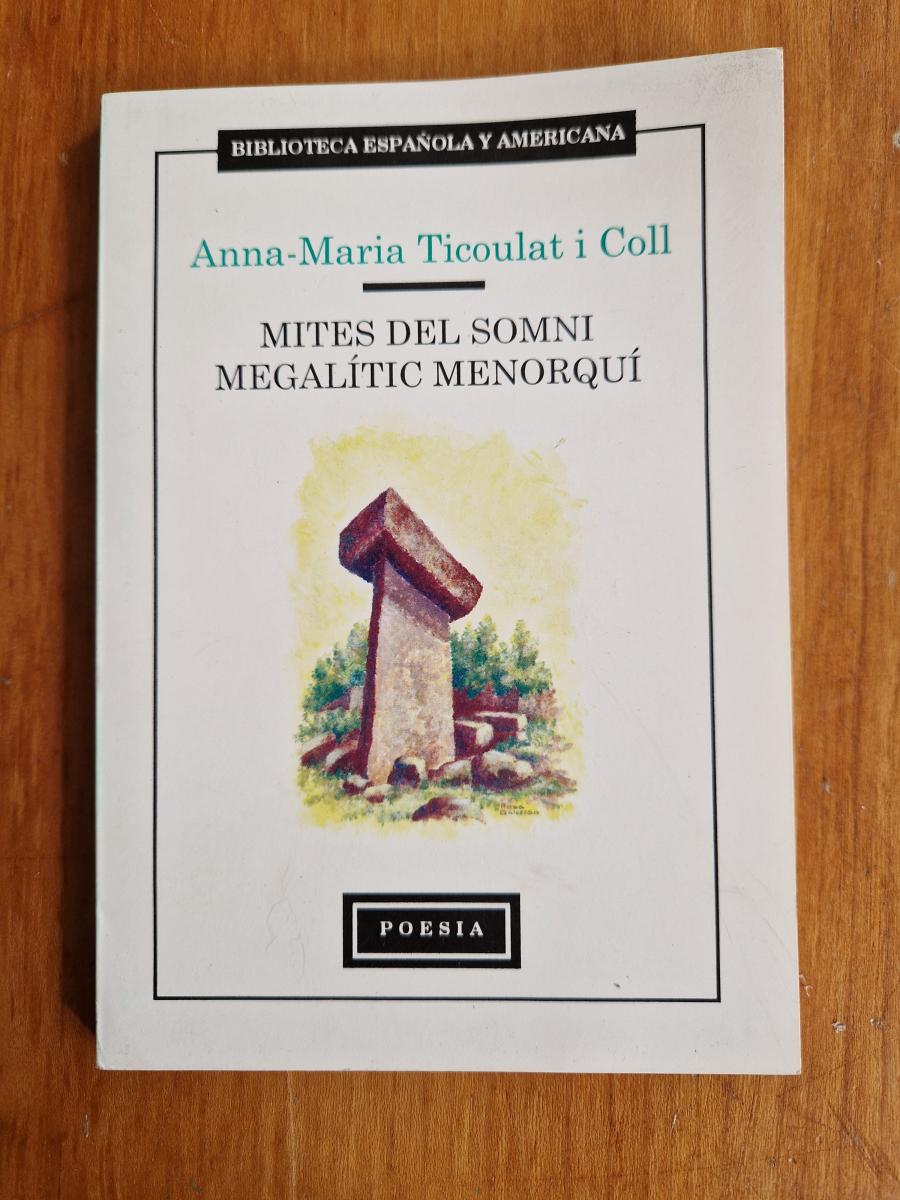 BIBLIOTECA ESPAÑOLA Y AMERICANA
Anna-Maria Ticoulat i Coll
MITES DEL SOMNI
MEGALÍTIC MENORQUÍ
POESIA